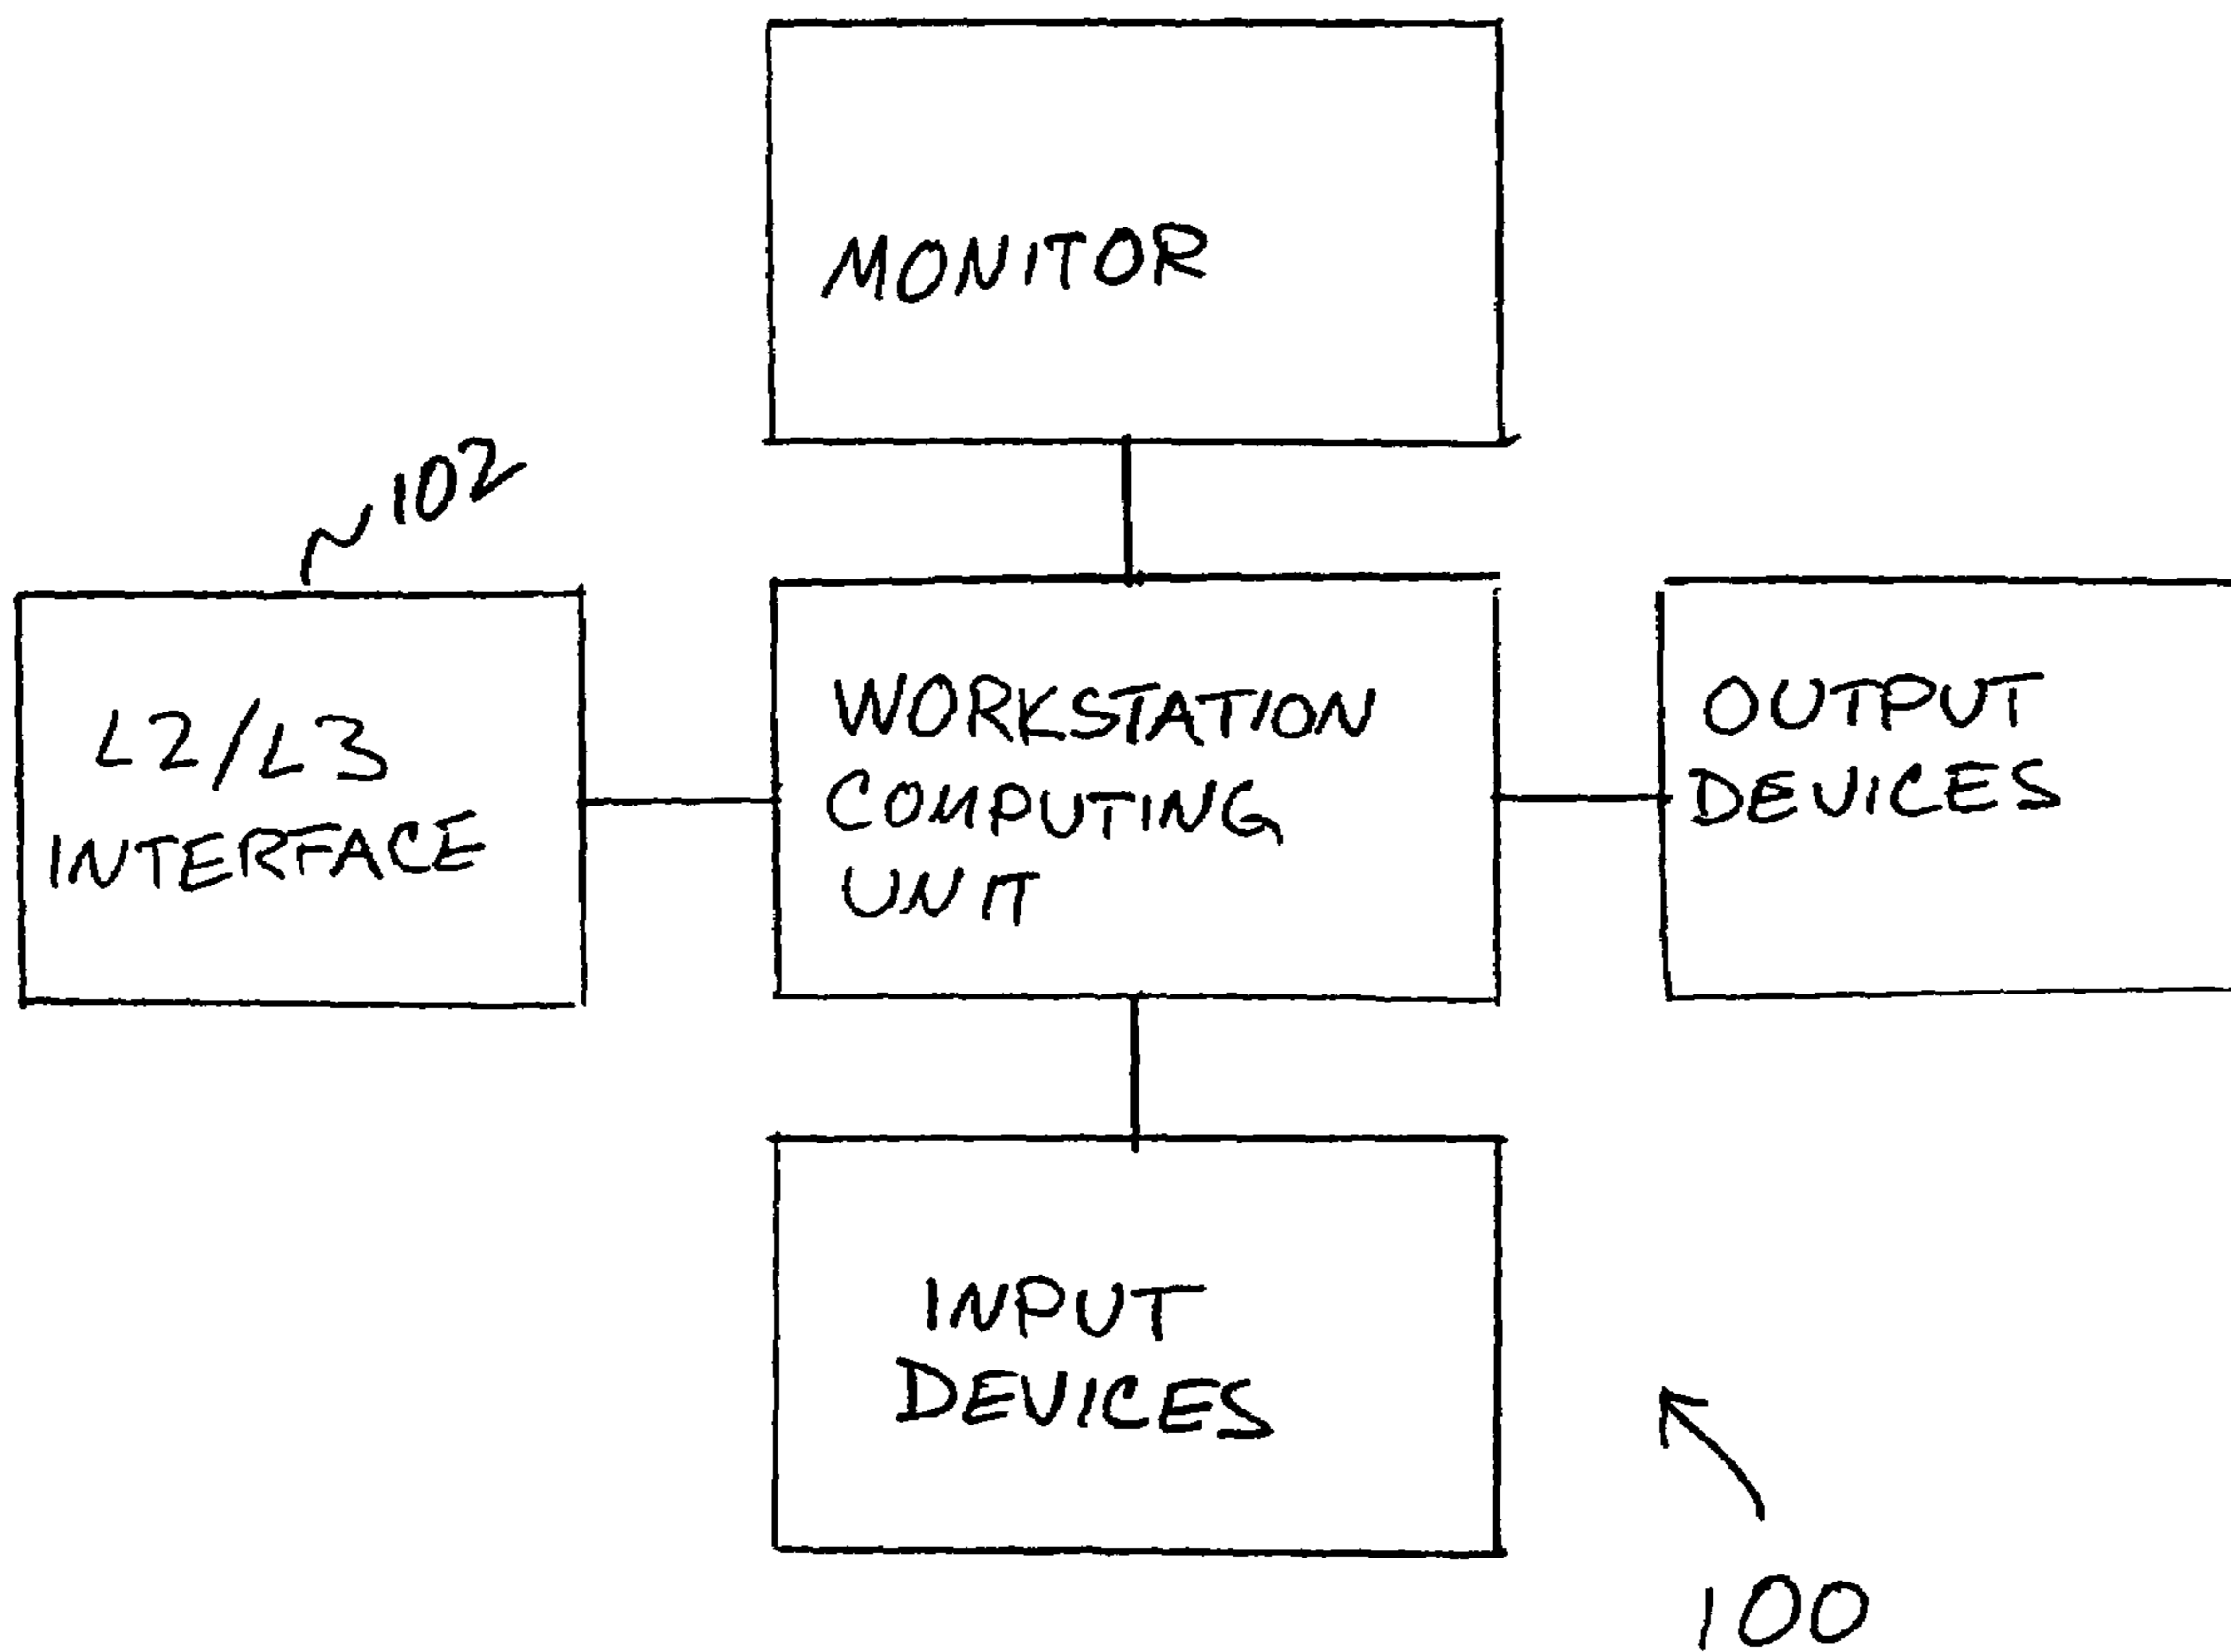 MONITOR
102
L2/L3
INTERFACE
WORKSTATION
COMPUTING
UNIT
OUTPUT
DEVICES
INPUT
DEVICES
100